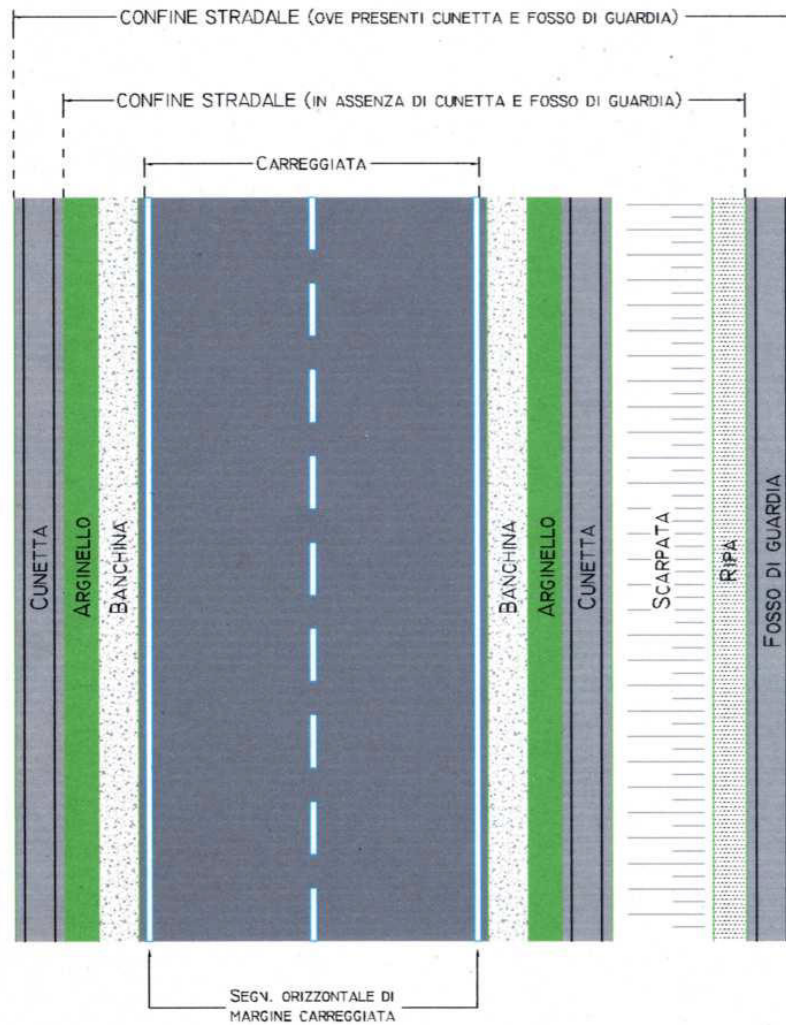 CONFINE STRADALE (OVE PRESENTI CUNETTA E FOSSO DI GUARDIA)
CONFINE STRADALE (IN ASSENZA DI CUNETTA E FOSSO DI GUARDIA)
CARREGGIATA
CUNETTA
ARGINELLO
BANCHINA
BANCHINA
ARGINELLO
CUNETTA
SCARPATA
RIPA
FOSSO DI GUARDIA
SEGN. ORIZZONTALE DI
MARGINE CARREGGIATA